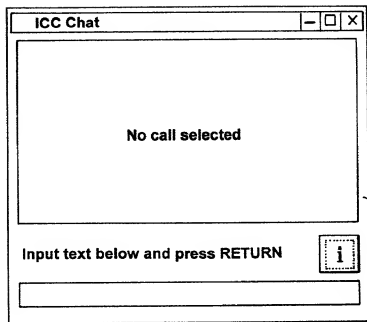 ICC Chat
No call selected
Input text below and press RETURN
i